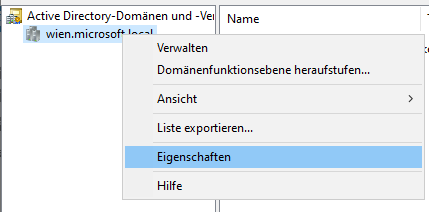 Active Directory-Domänen und -Ver
Name
wien.microsoft.local
Verwalten
Domänenfunktionsebene heraufstufen...
Ansicht
Liste exportieren...
Eigenschaften
Hilfe